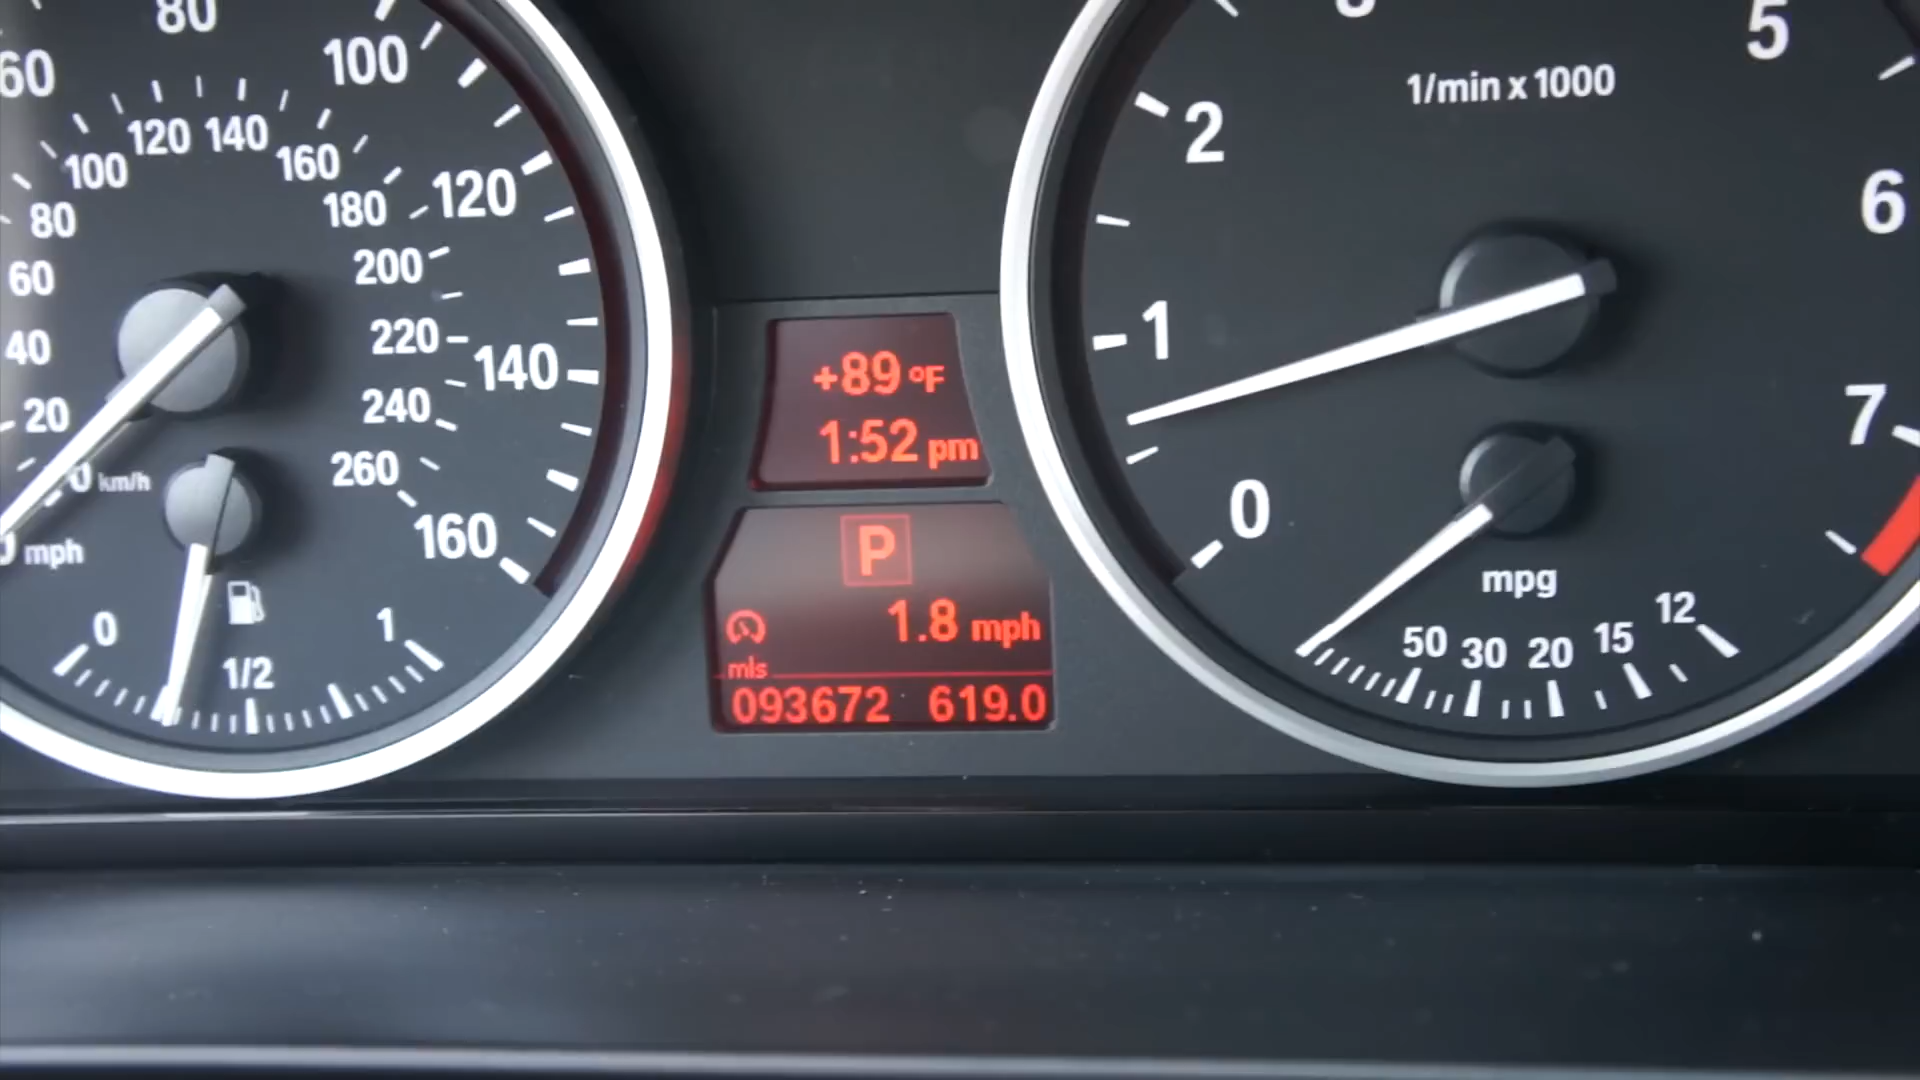 80
60
100
120
140
160
120 140
100
160
80
180
60
200
40
220
20
240
0 km/h
260
mph
0
1/2
1
+89 °F
1:52 pm
P
1.8 mph
mls
093672 619.0
1/min x 1000
5
2
6
1
7
0
mpg
50 30 20 15 12